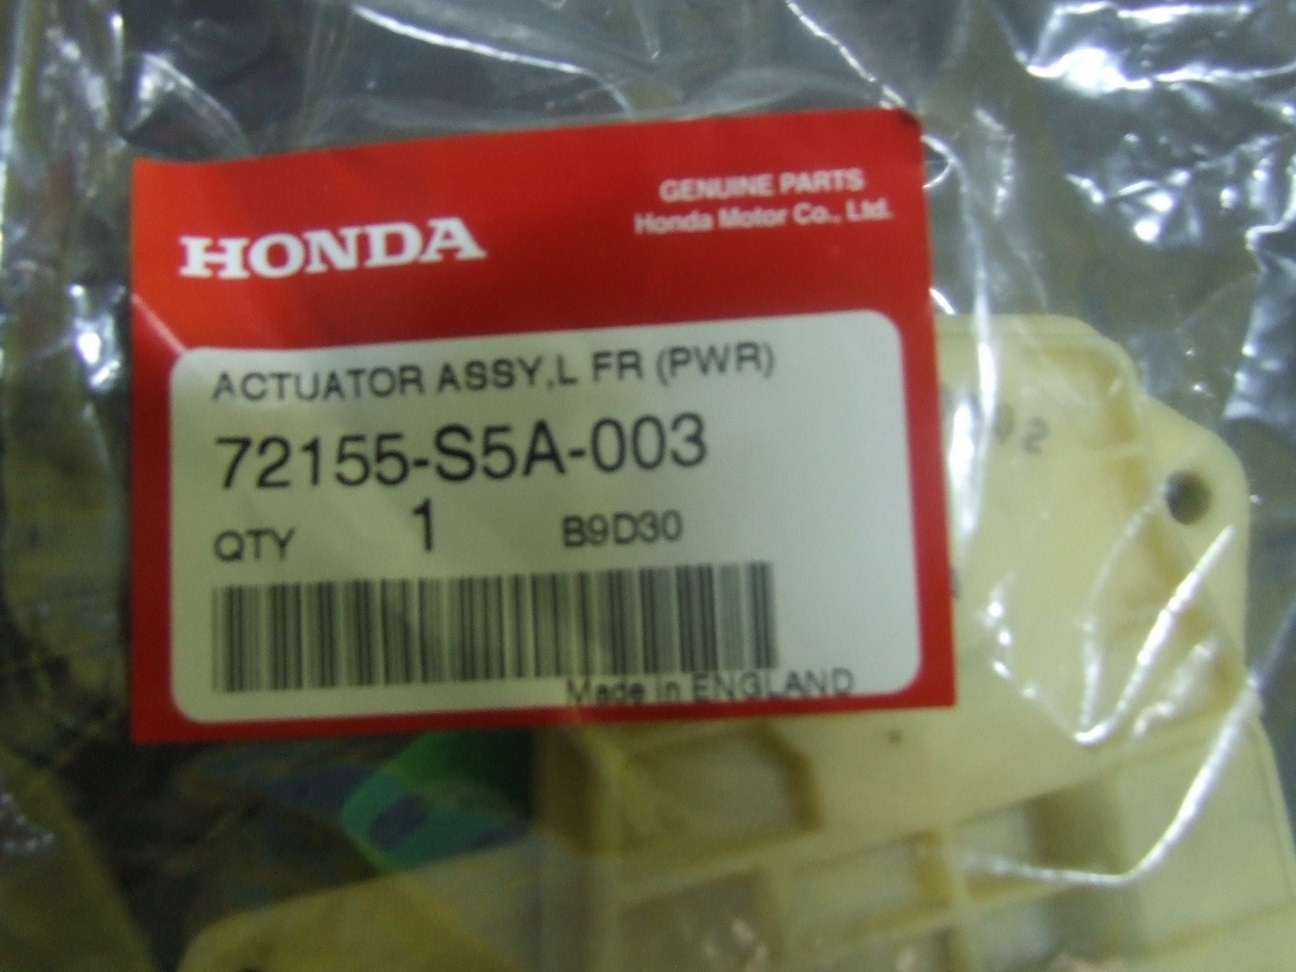 HONDA
GENUINE PARTS
Honda Motor Co., Ltd.
ACTUATOR ASSY,L FR (PWR)
72155-S5A-003
QTY 1 B9D30
Made in ENGLAND